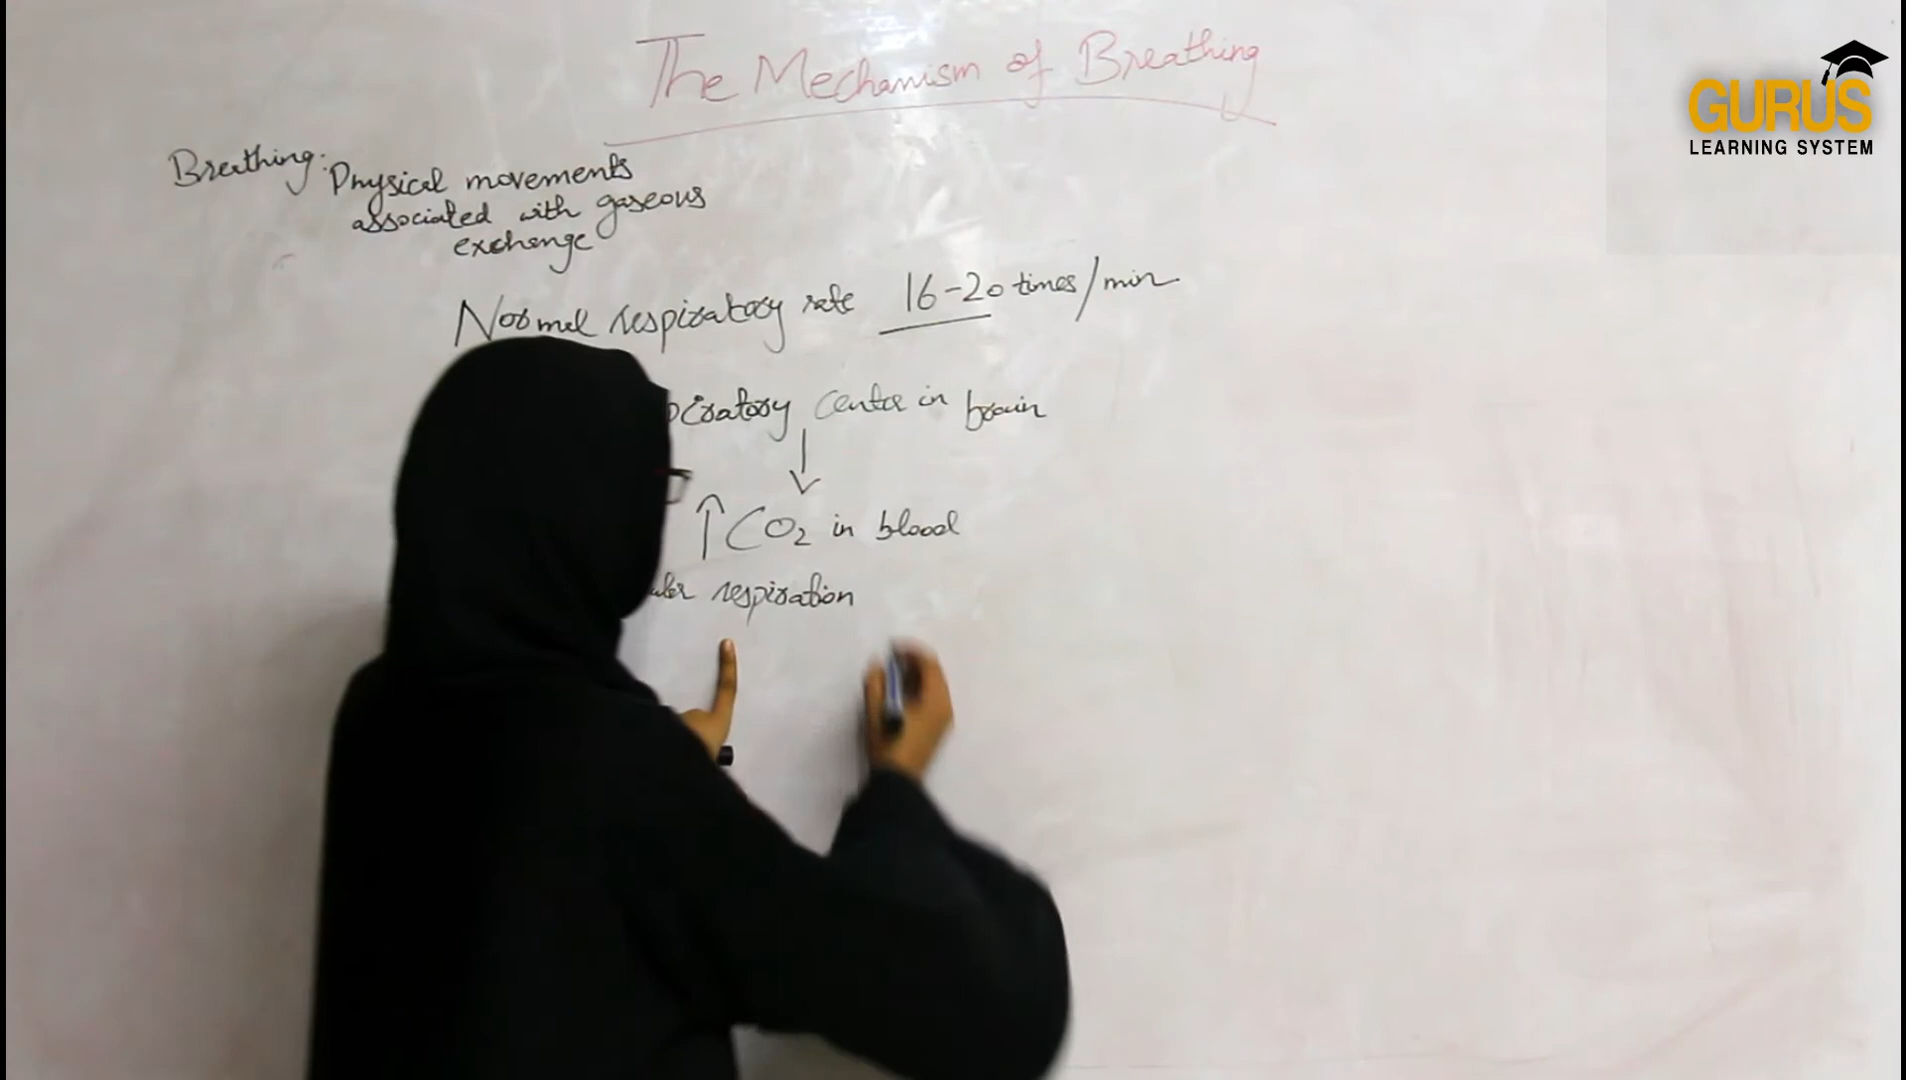 The Mechanism of Breathing
GURUS
LEARNING SYSTEM
Breathing: Physical movements
associated with gaseous
exchange
Normal respiratory rate 16-20 times/min
centre in brain
↓
↑ CO2 in blood
respiration